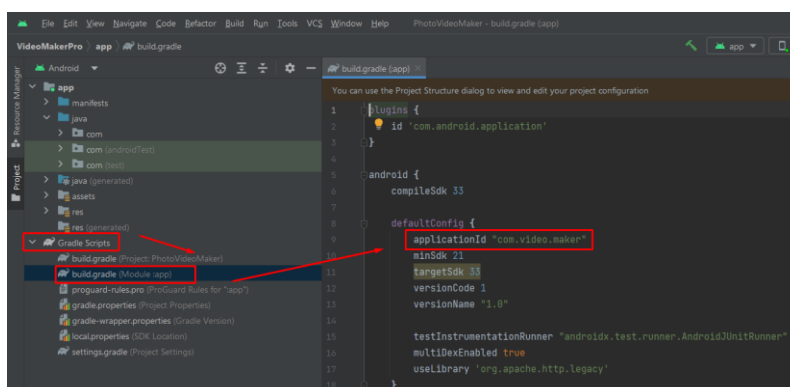 File Edit View Navigate Code Refactor Build Run Tools VCS Window Help PhotoVideoMaker - build.gradle (:app)
VideoMakerPro app build.gradle
app
Android
build.gradle (:app)
Resource Manager
Project
app
manifests
java
com
com (androidTest)
com (test)
java (generated)
assets
res
res (generated)
Gradle Scripts
build.gradle (Project: PhotoVideoMaker)
build.gradle (Module :app)
proguard-rules.pro (ProGuard Rules for ":app")
gradle.properties (Project Properties)
gradle-wrapper.properties (Gradle Version)
local.properties (SDK Location)
settings.gradle (Project Settings)
You can use the Project Structure dialog to view and edit your project configuration
1 plugins {
2 id 'com.android.application'
3 }
4
5 android {
6 compileSdk 33
7
8 defaultConfig {
9 applicationId "com.video.maker"
10 minSdk 21
11 targetSdk 33
12 versionCode 1
13 versionName "1.0"
14
15 testInstrumentationRunner "androidx.test.runner.AndroidJUnitRunner"
16 multiDexEnabled true
17 useLibrary 'org.apache.http.legacy'
18 }